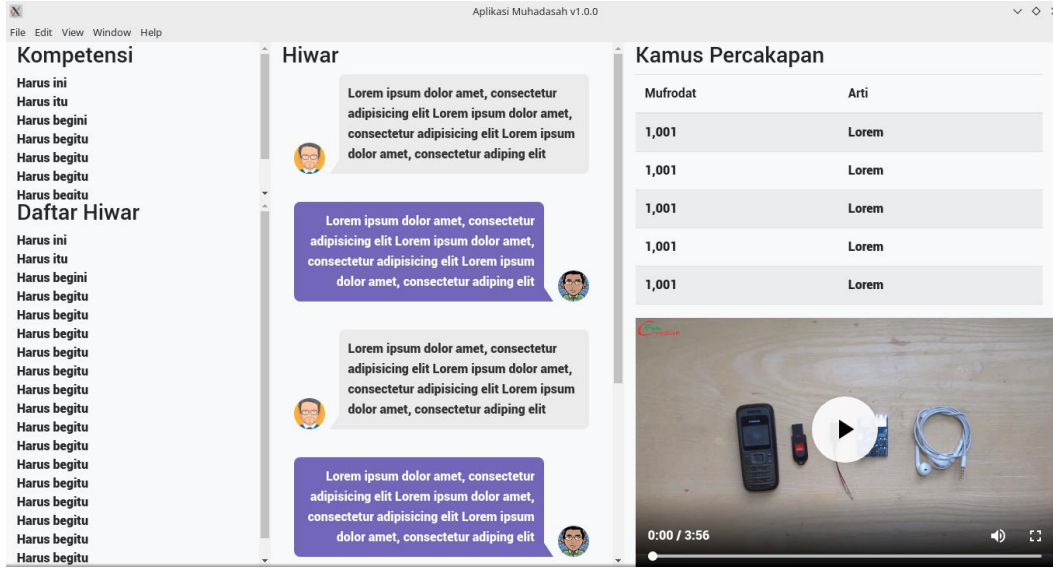 Aplikasi Muhadasah v1.0.0
File Edit View Window Help
Kompetensi
Harus ini
Harus itu
Harus begini
Harus begitu
Harus begitu
Harus begitu
Harus begitu
Daftar Hiwar
Harus ini
Harus itu
Harus begini
Harus begitu
Harus begitu
Harus begitu
Harus begitu
Harus begitu
Harus begitu
Harus begitu
Harus begitu
Harus begitu
Harus begitu
Harus begitu
Harus begitu
Harus begitu
Harus begitu
Hiwar
Lorem ipsum dolor amet, consectetur
adipisicing elit Lorem ipsum dolor amet,
consectetur adipisicing elit Lorem ipsum
dolor amet, consectetur adiping elit
Lorem ipsum dolor amet, consectetur
adipisicing elit Lorem ipsum dolor amet,
consectetur adipisicing elit Lorem ipsum
dolor amet, consectetur adiping elit
Lorem ipsum dolor amet, consectetur
adipisicing elit Lorem ipsum dolor amet,
consectetur adipisicing elit Lorem ipsum
dolor amet, consectetur adiping elit
Lorem ipsum dolor amet, consectetur
adipisicing elit Lorem ipsum dolor amet,
consectetur adipisicing elit Lorem ipsum
dolor amet, consectetur adiping elit
Kamus Percakapan
Mufrodat Arti
1,001 Lorem
1,001 Lorem
1,001 Lorem
1,001 Lorem
1,001 Lorem
0:00 / 3:56